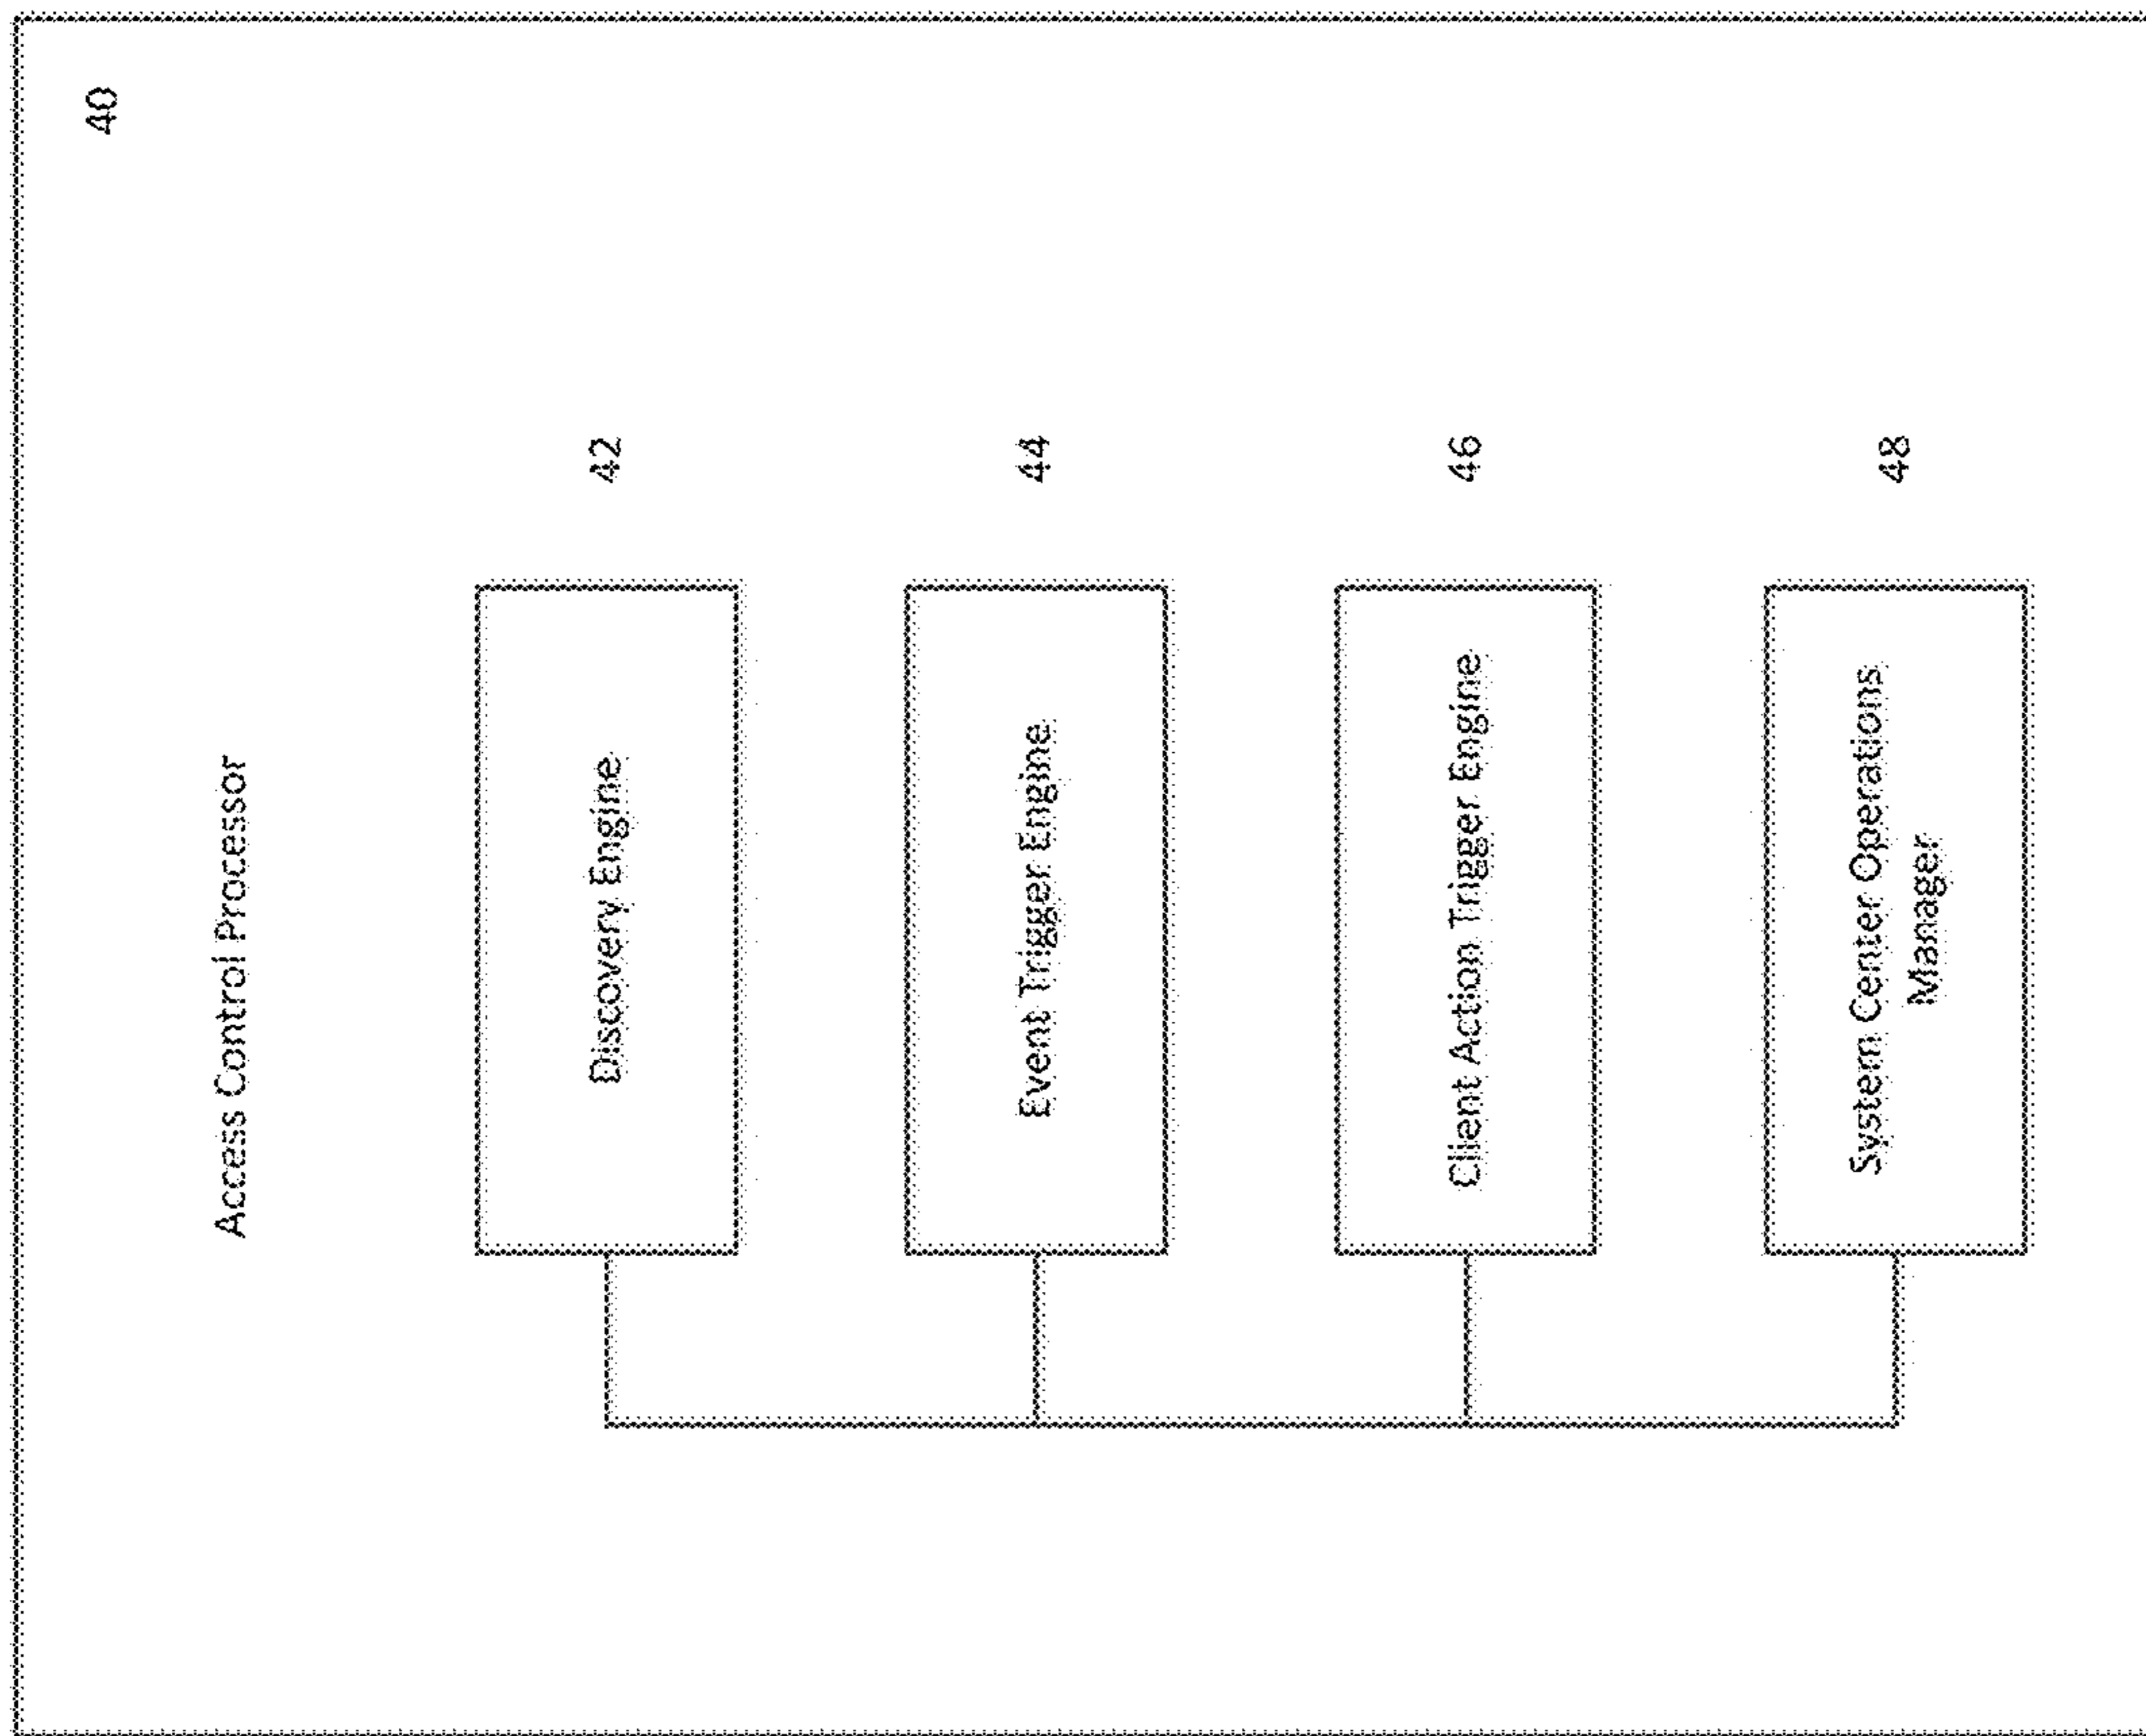 40
Access Control Processor
Discovery Engine
42
Event Trigger Engine
44
Client Action Trigger Engine
46
System Center Operations
Manager
48